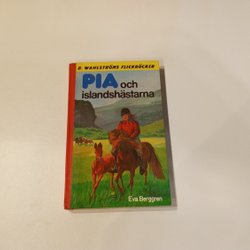 B. WAHLSTRÖMS FLICKBÖCKER
PIA och
islandshästarna
Eva Berggren